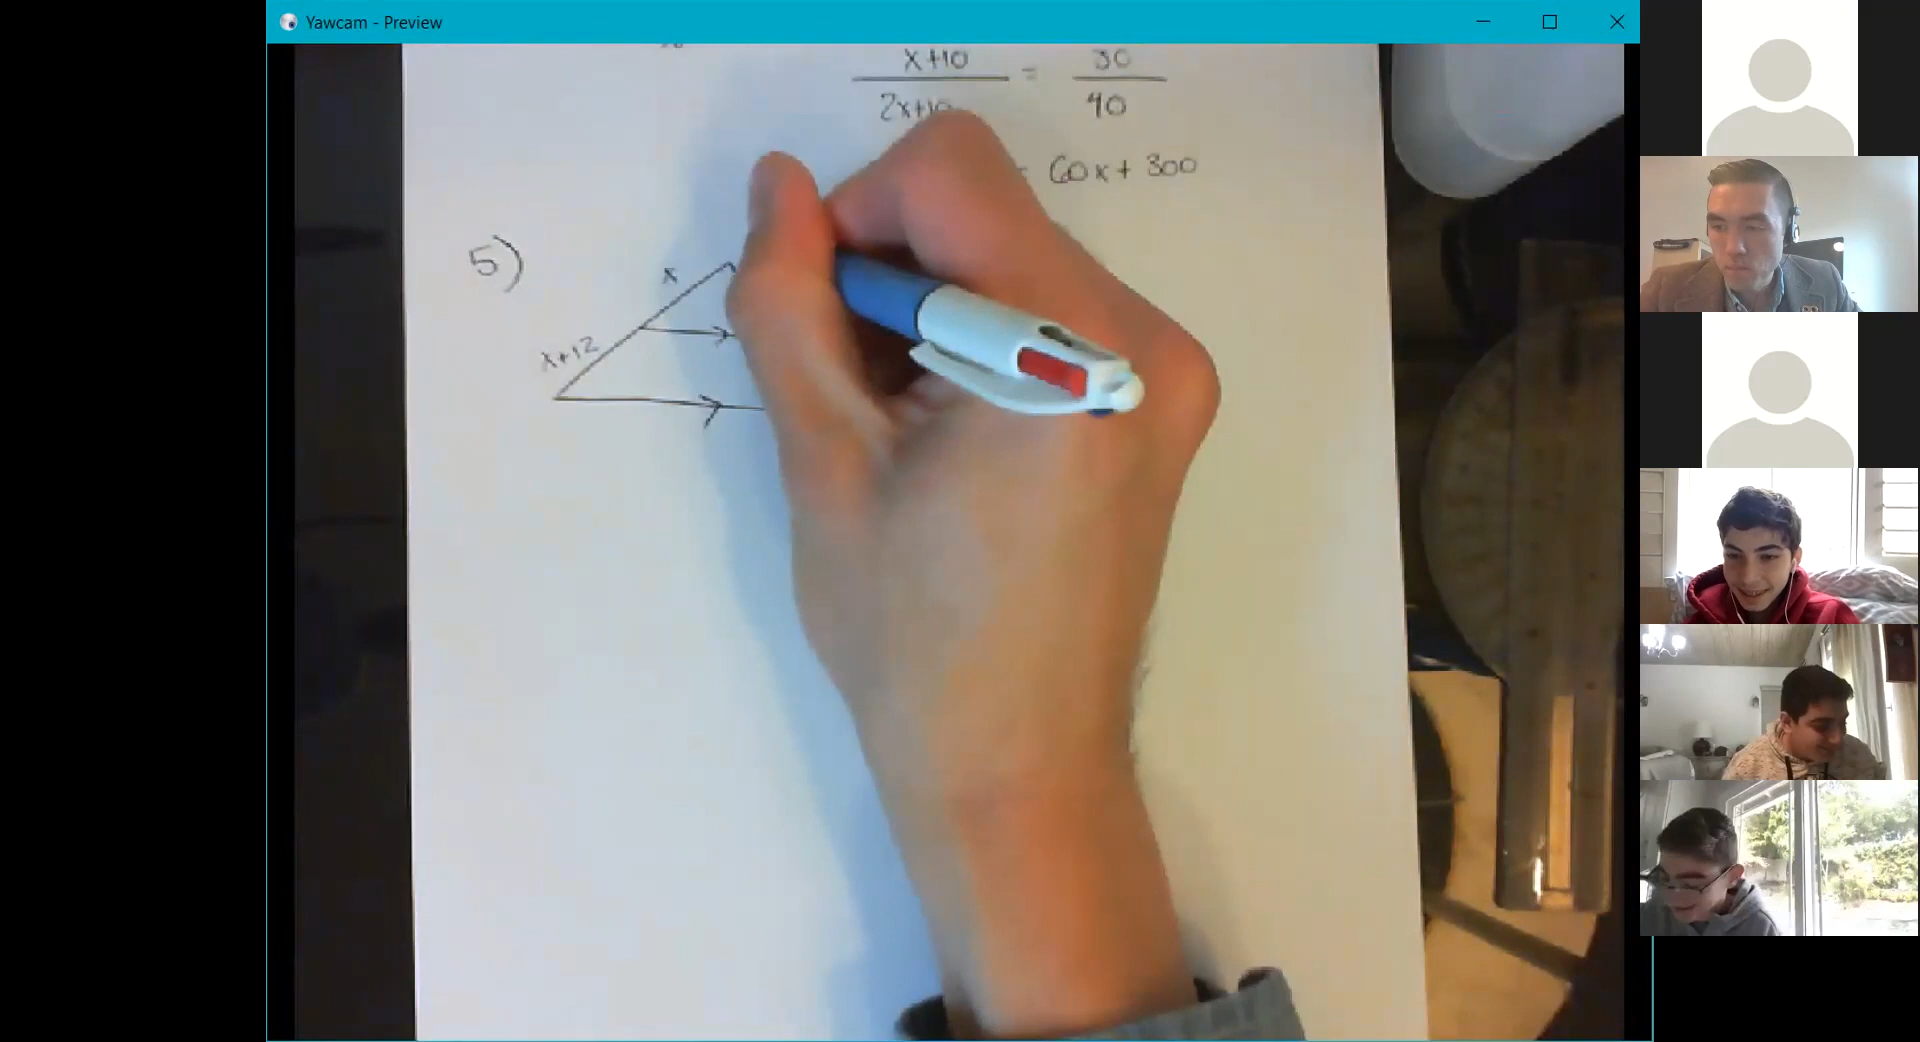 Yawcam - Preview
x+10 = 30
2x+10 40
= 60x + 300
5)
x
x+12